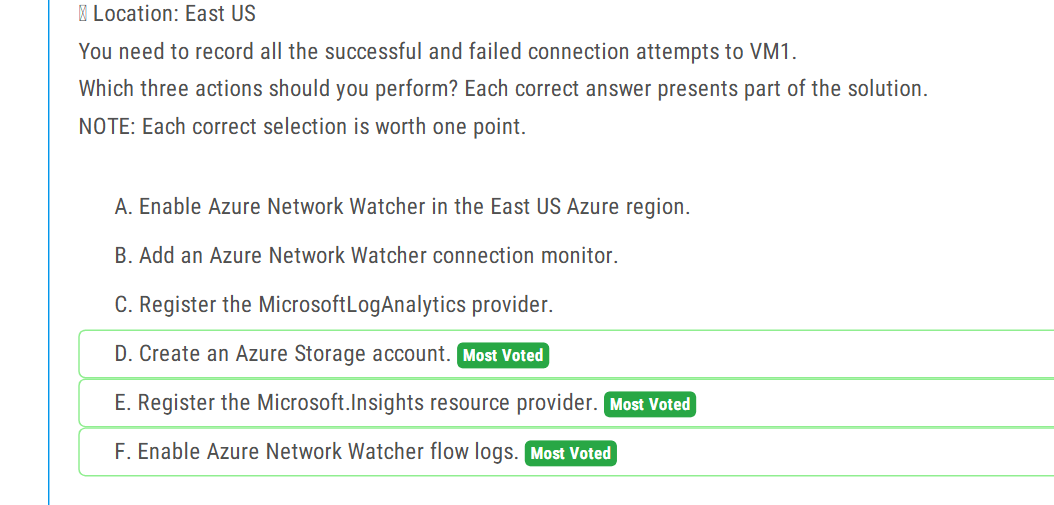 Location: East US
You need to record all the successful and failed connection attempts to VM1.
Which three actions should you perform? Each correct answer presents part of the solution.
NOTE: Each correct selection is worth one point.
A. Enable Azure Network Watcher in the East US Azure region.
B. Add an Azure Network Watcher connection monitor.
C. Register the MicrosoftLogAnalytics provider.
D. Create an Azure Storage account. Most Voted
E. Register the Microsoft.Insights resource provider. Most Voted
F. Enable Azure Network Watcher flow logs. Most Voted